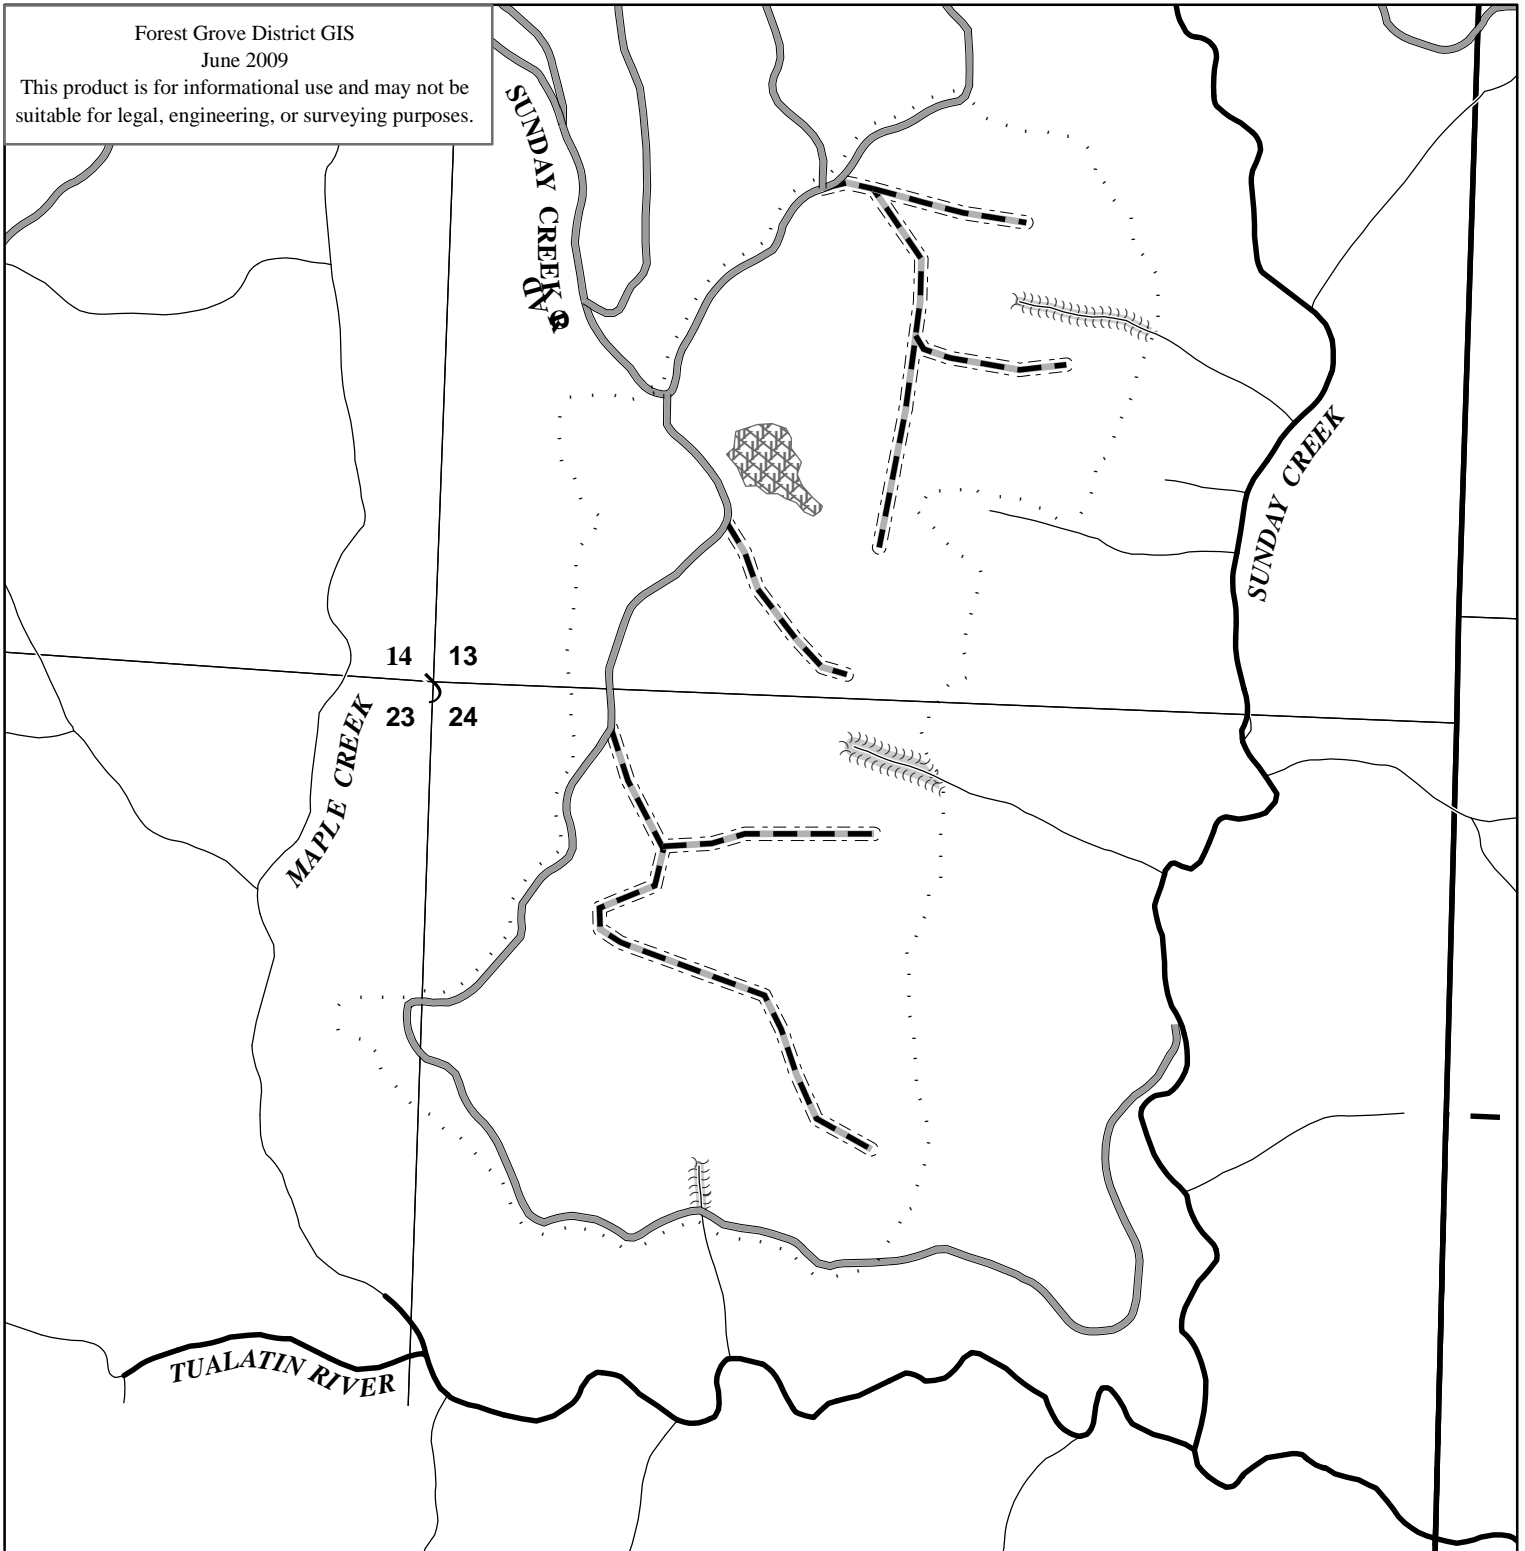 Forest Grove District GIS
June 2009
This product is for informational use and may not be
suitable for legal, engineering, or surveying purposes.
SUNDAY CREEK
SUNDAY CREEK
14
13
23
24
MAPLE CREEK
TUALATIN RIVER